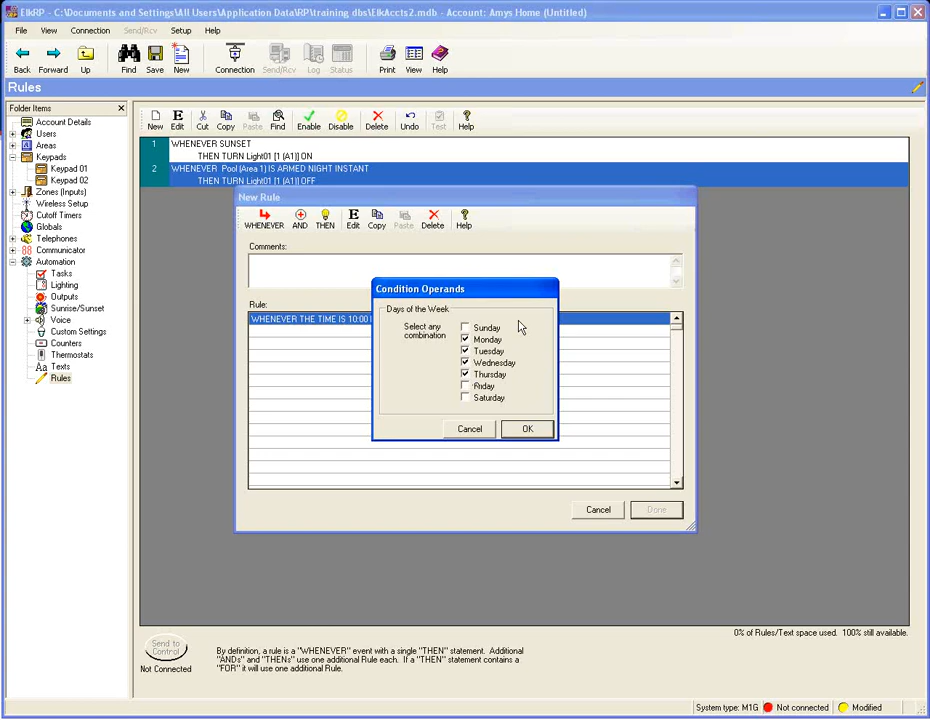 ElkRP - C:\Documents and Settings\All Users\Application Data\RP\training dbs\ElkAccts2.mdb - Account: Amys Home (Untitled)
File View Connection Send/Rcv Setup Help
Back Forward Up Find Save New Connection Send/Rcv Log Status Print View Help
Rules
Folder Items
Account Details
Users
Areas
Keypads
Keypad 01
Keypad 02
Zones (Inputs)
Wireless Setup
Cutoff Timers
Globals
Telephones
Communicator
Automation
Tasks
Lighting
Outputs
Sunrise/Sunset
Voice
Custom Settings
Counters
Thermostats
Texts
Rules
New Edit Cut Copy Paste Find Enable Disable Delete Undo Test Help
1 WHENEVER SUNSET
THEN TURN Light01 [1 (A1)] ON
2 WHENEVER Pool (Area 1) IS ARMED NIGHT INSTANT
THEN TURN Light01 [1 (A1)] OFF
New Rule
WHENEVER AND THEN Edit Copy Paste Delete Help
Comments:
Rule:
WHENEVER THE TIME IS 10:00
Condition Operands
Days of the Week
Select any
combination
Sunday
Monday
Tuesday
Wednesday
Thursday
Friday
Saturday
Cancel OK
Cancel Done
0% of Rules/Text space used. 100% still available.
Send to
Control
Not Connected
By definition, a rule is a "WHENEVER" event with a single "THEN" statement. Additional
"ANDs" and "THENs" use one additional Rule each. If a "THEN" statement contains a
"FOR" it will use one additional Rule.
System type: M1G Not connected Modified